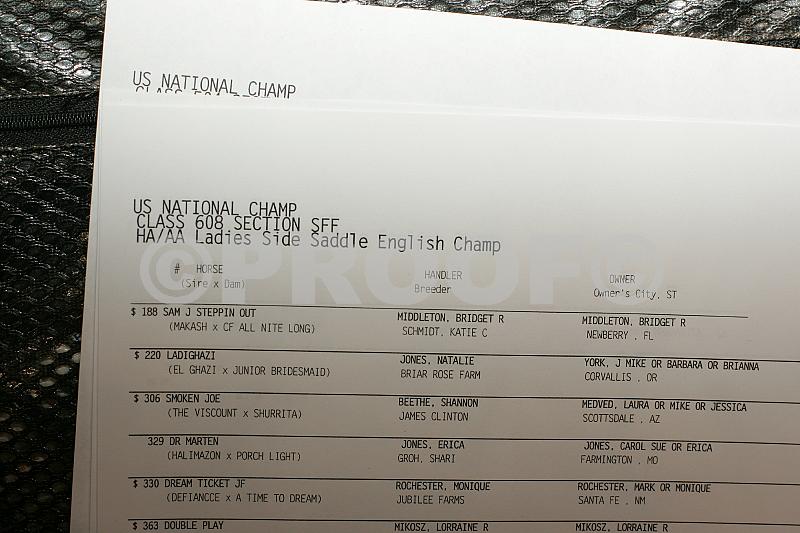 US NATIONAL CHAMP
US NATIONAL CHAMP
CLASS 608 SECTION SFF
HA/AA Ladies Side Saddle English Champ
©PROOF©
# HORSE HANDLER OWNER
(Sire x Dam) Breeder Owner's City, ST
$ 188 SAM J STEPPIN OUT MIDDLETON, BRIDGET R MIDDLETON, BRIDGET R
(MAKASH x CF ALL NITE LONG) SCHMIDT, KATIE C NEWBERRY , FL
$ 220 LADIGHAZI JONES, NATALIE YORK, J MIKE OR BARBARA OR BRIANNA
(EL GHAZI x JUNIOR BRIDESMAID) BRIAR ROSE FARM CORVALLIS , OR
$ 306 SMOKEN JOE BEETHE, SHANNON MEDVED, LAURA OR MIKE OR JESSICA
(THE VISCOUNT x SHURRITA) JAMES CLINTON SCOTTSDALE , AZ
329 DR MARTEN JONES, ERICA JONES, CAROL SUE OR ERICA
(HALIMAZON x PORCH LIGHT) GROH, SHARI FARMINGTON , MO
$ 330 DREAM TICKET JF ROCHESTER, MONIQUE ROCHESTER, MARK OR MONIQUE
(DEFIANCCE x A TIME TO DREAM) JUBILEE FARMS SANTA FE , NM
$ 363 DOUBLE PLAY MIKOSZ, LORRAINE R MIKOSZ, LORRAINE R